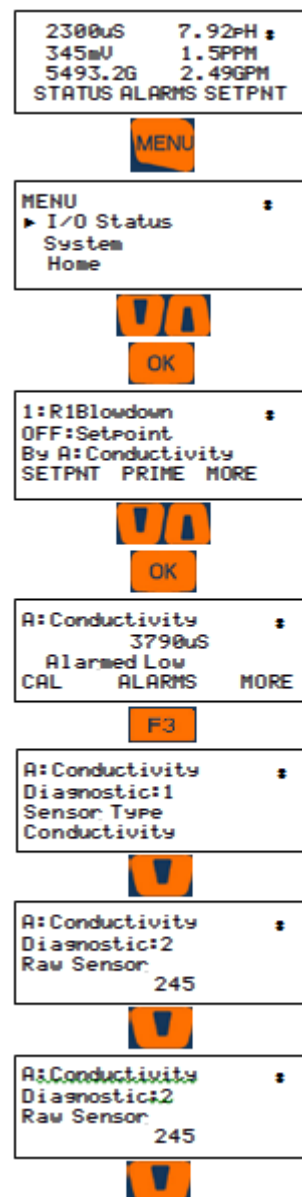 2300uS 7.92pH
345mV 1.5PPM
5493.2G 2.49GPM
STATUS ALARMS SETPNT
MENU
MENU
I/O Status
System
Home
OK
1:R1Blowdown
OFF:Setpoint
By A:Conductivity
SETPNT PRIME MORE
OK
A:Conductivity
3790uS
Alarmed Low
CAL ALARMS MORE
F3
A:Conductivity
Diagnostic:1
Sensor Type
Conductivity
A:Conductivity
Diagnostic:2
Raw Sensor
245
A:Conductivity
Diagnostic:2
Raw Sensor
245